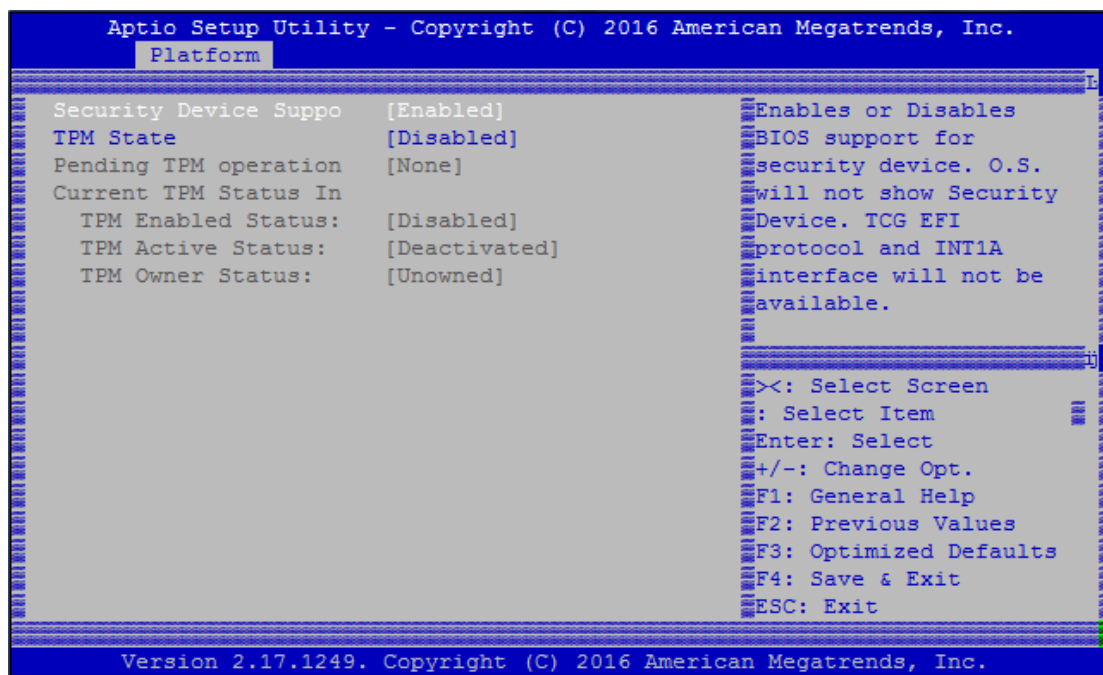 Aptio Setup Utility – Copyright (C) 2016 American Megatrends, Inc.
Platform
Security Device Suppo [Enabled]
TPM State [Disabled]
Pending TPM operation [None]
Current TPM Status In
TPM Enabled Status: [Disabled]
TPM Active Status: [Deactivated]
TPM Owner Status: [Unowned]
Enables or Disables
BIOS support for
security device. O.S.
will not show Security
Device. TCG EFI
protocol and INT1A
interface will not be
available.
><: Select Screen
: Select Item
Enter: Select
+/-: Change Opt.
F1: General Help
F2: Previous Values
F3: Optimized Defaults
F4: Save & Exit
ESC: Exit
Version 2.17.1249. Copyright (C) 2016 American Megatrends, Inc.